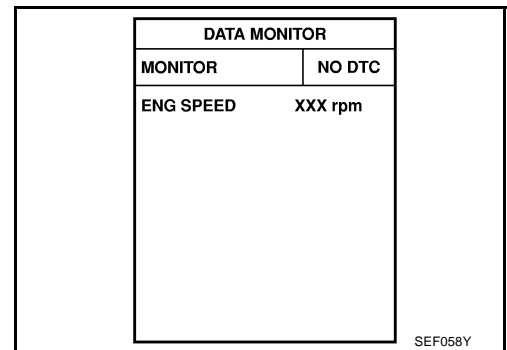 DATA MONITOR
MONITOR NO DTC
ENG SPEED XXX rpm
SEF058Y